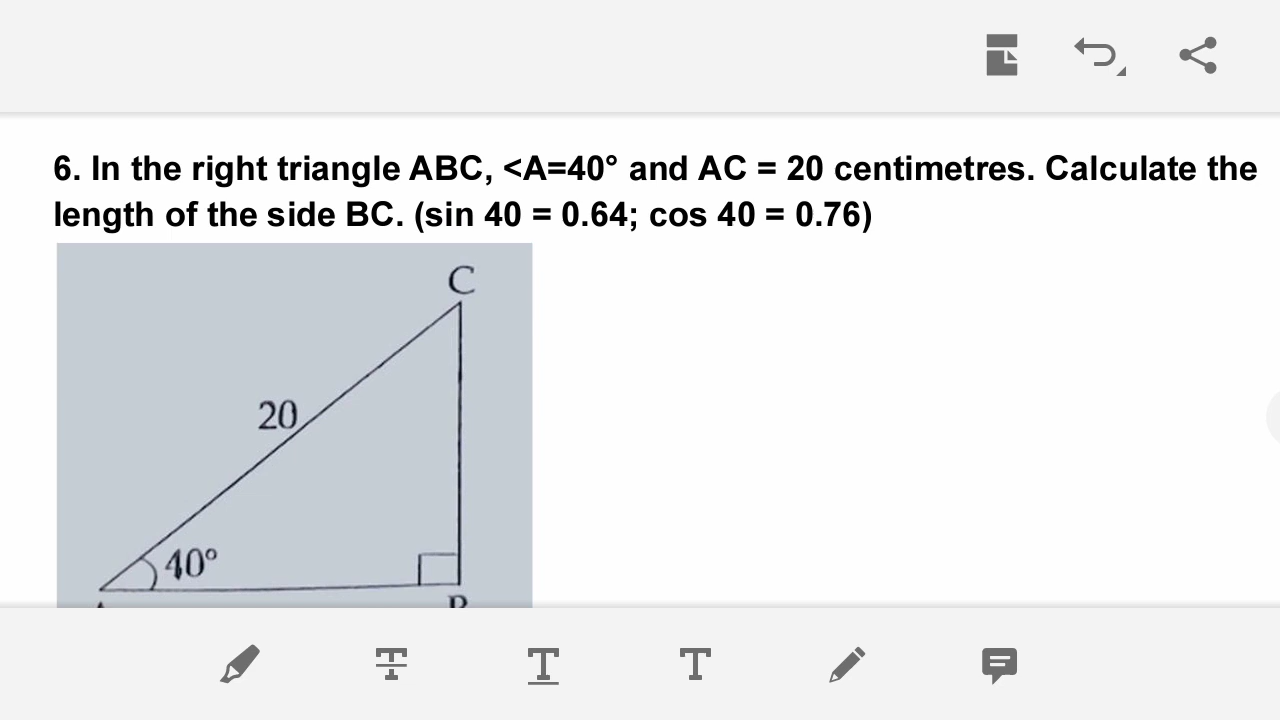 6. In the right triangle ABC, <A=40° and AC = 20 centimetres. Calculate the
length of the side BC. (sin 40 = 0.64; cos 40 = 0.76)
C
20
40°